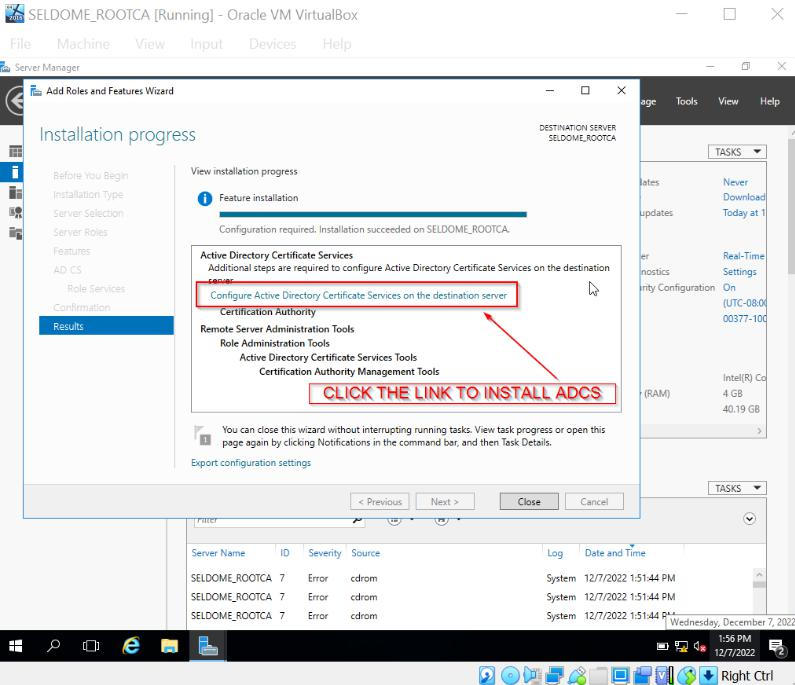 SELDOME_ROOTCA [Running] - Oracle VM VirtualBox
File Machine View Input Devices Help
Server Manager
Add Roles and Features Wizard
age Tools View Help
Installation progress
DESTINATION SERVER
SELDOME_ROOTCA
TASKS
Before You Begin
Installation Type
Server Selection
Server Roles
Features
AD CS
Role Services
Confirmation
Results
View installation progress
Feature installation
Configuration required. Installation succeeded on SELDOME_ROOTCA.
Active Directory Certificate Services
Additional steps are required to configure Active Directory Certificate Services on the destination
server
Configure Active Directory Certificate Services on the destination server
Certification Authority
Remote Server Administration Tools
Role Administration Tools
Active Directory Certificate Services Tools
Certification Authority Management Tools
CLICK THE LINK TO INSTALL ADCS
1
You can close this wizard without interrupting running tasks. View task progress or open this
page again by clicking Notifications in the command bar, and then Task Details.
Export configuration settings
< Previous Next > Close Cancel
lates Never
Download
updates Today at 1
er Real-Time
nostics Settings
rity Configuration On
(UTC-08:00
00377-100
Intel(R) Co
(RAM) 4 GB
40.19 GB
TASKS
Filter
Server Name ID Severity Source Log Date and Time
SELDOME_ROOTCA 7 Error cdrom System 12/7/2022 1:51:44 PM
SELDOME_ROOTCA 7 Error cdrom System 12/7/2022 1:51:44 PM
SELDOME_ROOTCA 7 Error cdrom System 12/7/2022 1:51:44 PM
Wednesday, December 7, 2022
1:56 PM
12/7/2022
2
Right Ctrl